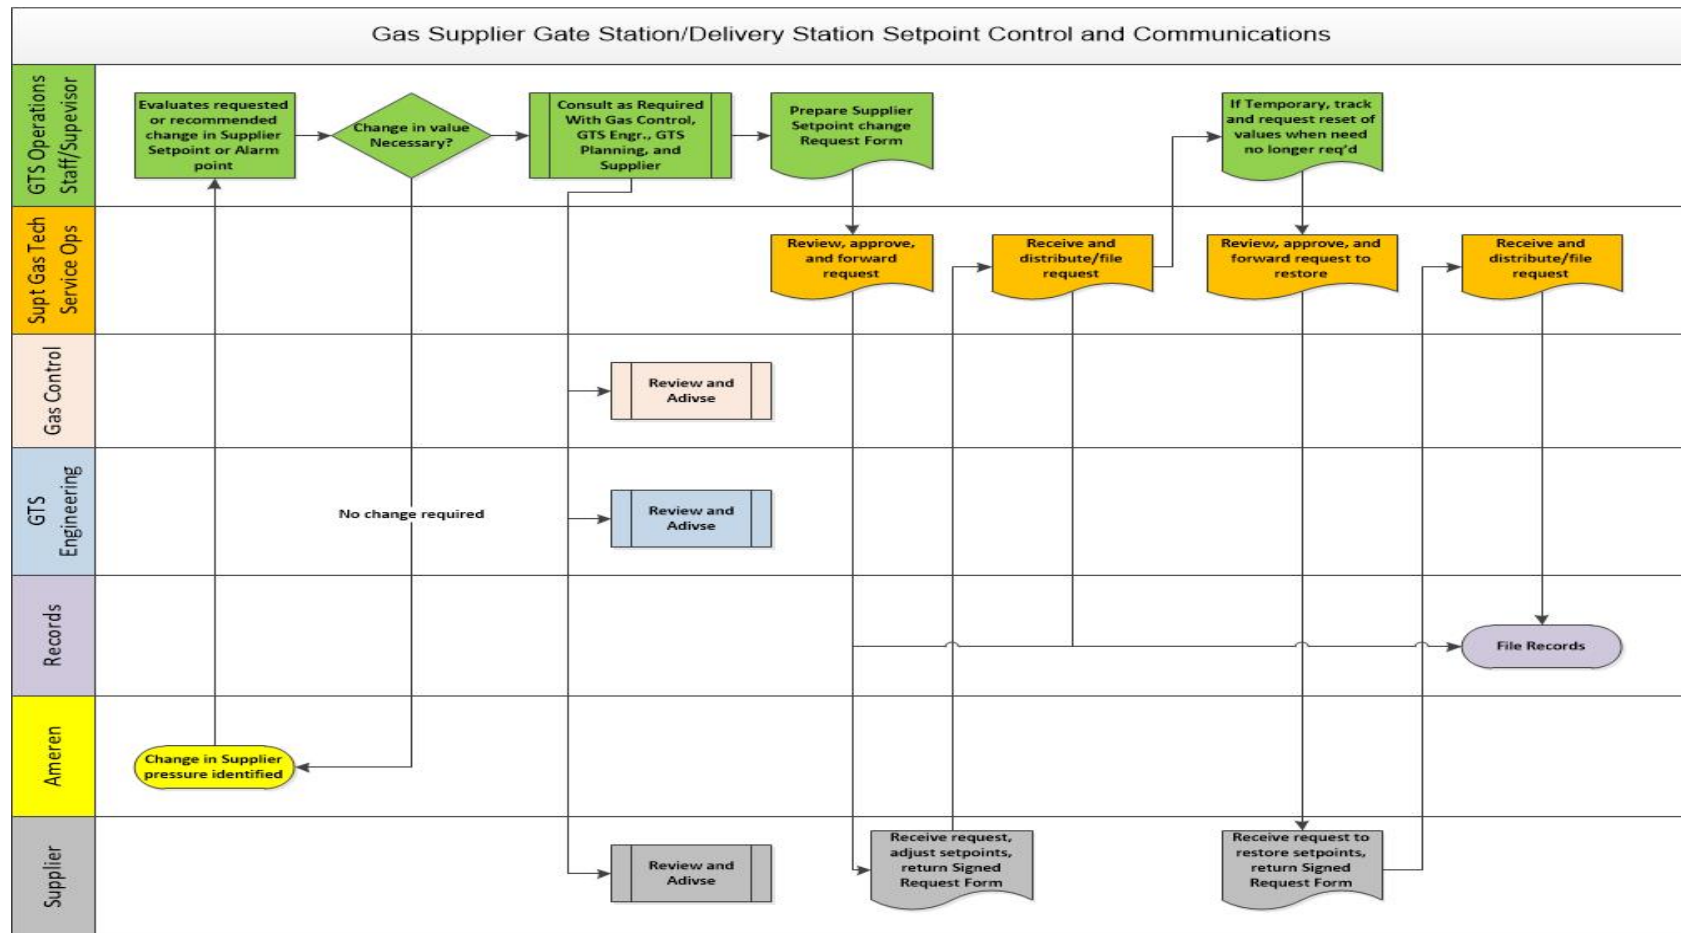 Gas Supplier Gate Station/Delivery Station Setpoint Control and Communications
GTS Operations
Staff/Supevisor
Evaluates requested
or recommended
change in Supplier
Setpoint or Alarm
point
Change in value
Necessary?
Consult as Required
With Gas Control,
GTS Engr., GTS
Planning, and
Supplier
Prepare Supplier
Setpoint change
Request Form
If Temporary, track
and request reset of
values when need
no longer req'd
Supt Gas Tech
Service Ops
Review, approve,
and forward
request
Receive and
distribute/file
request
Review, approve, and
forward request to
restore
Receive and
distribute/file
request
Gas Control
Review and
Adivse
GTS
Engineering
No change required
Review and
Adivse
Records
File Records
Ameren
Change in Supplier
pressure identified
Supplier
Review and
Adivse
Receive request,
adjust setpoints,
return Signed
Request Form
Receive request to
restore setpoints,
return Signed
Request Form